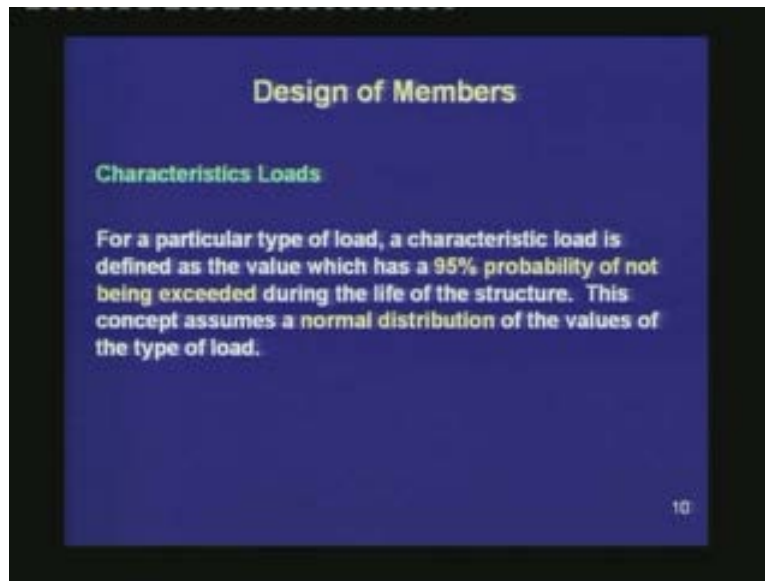 Design of Members
Characteristics Loads
For a particular type of load, a characteristic load is
defined as the value which has a 95% probability of not
being exceeded during the life of the structure. This
concept assumes a normal distribution of the values of
the type of load.
10